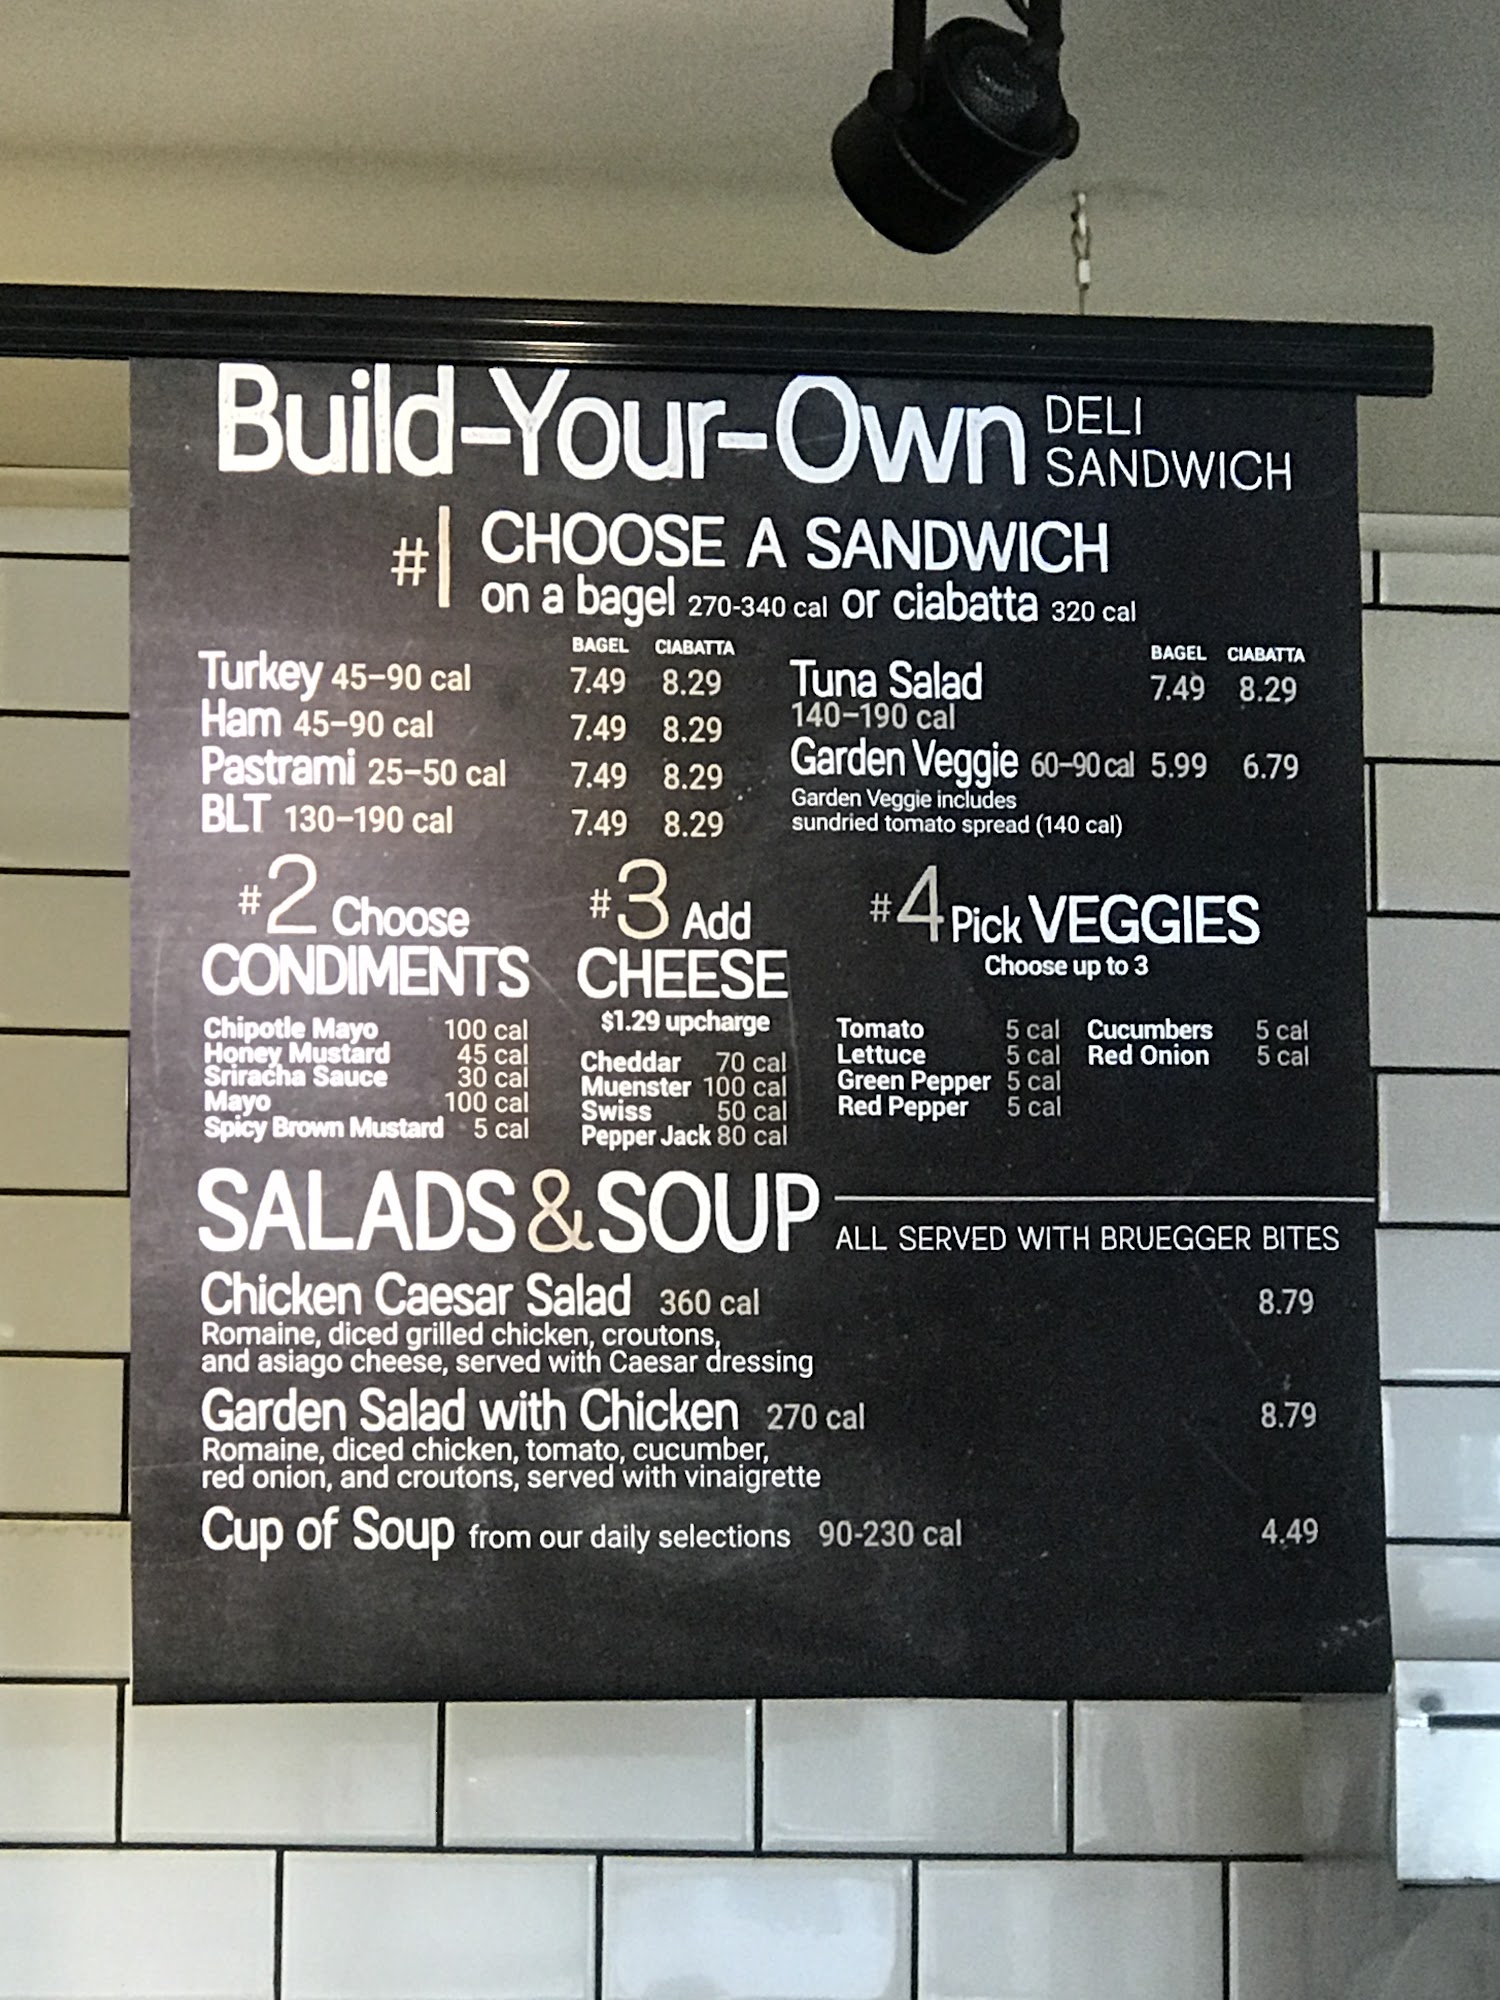 Build-Your-Own DELI SANDWICH
#1 CHOOSE A SANDWICH
on a bagel 270-340 cal or ciabatta 320 cal
BAGEL CIABATTA
Turkey 45–90 cal 7.49 8.29
Ham 45–90 cal 7.49 8.29
Pastrami 25–50 cal 7.49 8.29
BLT 130–190 cal 7.49 8.29
BAGEL CIABATTA
Tuna Salad 7.49 8.29
140–190 cal
Garden Veggie 60–90 cal 5.99 6.79
Garden Veggie includes
sundried tomato spread (140 cal)
#2 Choose
CONDIMENTS
Chipotle Mayo 100 cal
Honey Mustard 45 cal
Sriracha Sauce 30 cal
Mayo 100 cal
Spicy Brown Mustard 5 cal
#3 Add
CHEESE
$1.29 upcharge
Cheddar 70 cal
Muenster 100 cal
Swiss 50 cal
Pepper Jack 80 cal
#4 Pick VEGGIES
Choose up to 3
Tomato 5 cal
Lettuce 5 cal
Green Pepper 5 cal
Red Pepper 5 cal
Cucumbers 5 cal
Red Onion 5 cal
SALADS & SOUP
ALL SERVED WITH BRUEGGER BITES
Chicken Caesar Salad 360 cal 8.79
Romaine, diced grilled chicken, croutons,
and asiago cheese, served with Caesar dressing
Garden Salad with Chicken 270 cal 8.79
Romaine, diced chicken, tomato, cucumber,
red onion, and croutons, served with vinaigrette
Cup of Soup from our daily selections 90-230 cal 4.49